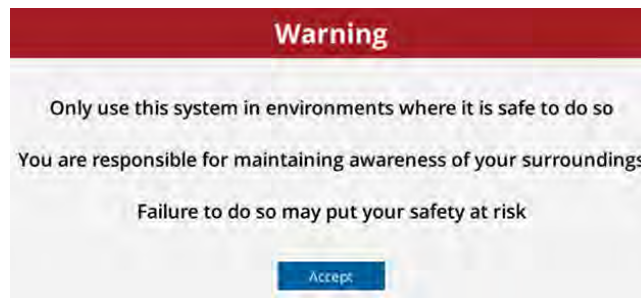 Warning
Only use this system in environments where it is safe to do so
You are responsible for maintaining awareness of your surroundings
Failure to do so may put your safety at risk
Accept